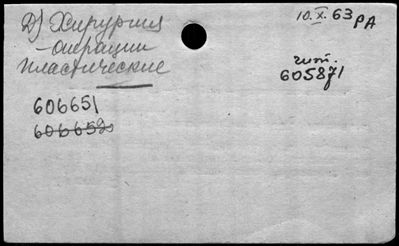 Д) Хирургия
- операции
пластические
606651
606652
10.X.63 РА
чит.
605871